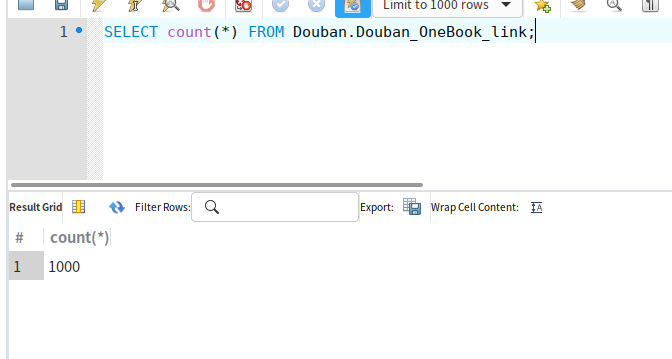 Limit to 1000 rows
1 SELECT count(*) FROM Douban.Douban_OneBook_link;
Result Grid Filter Rows: Export: Wrap Cell Content:
# count(*)
1 1000